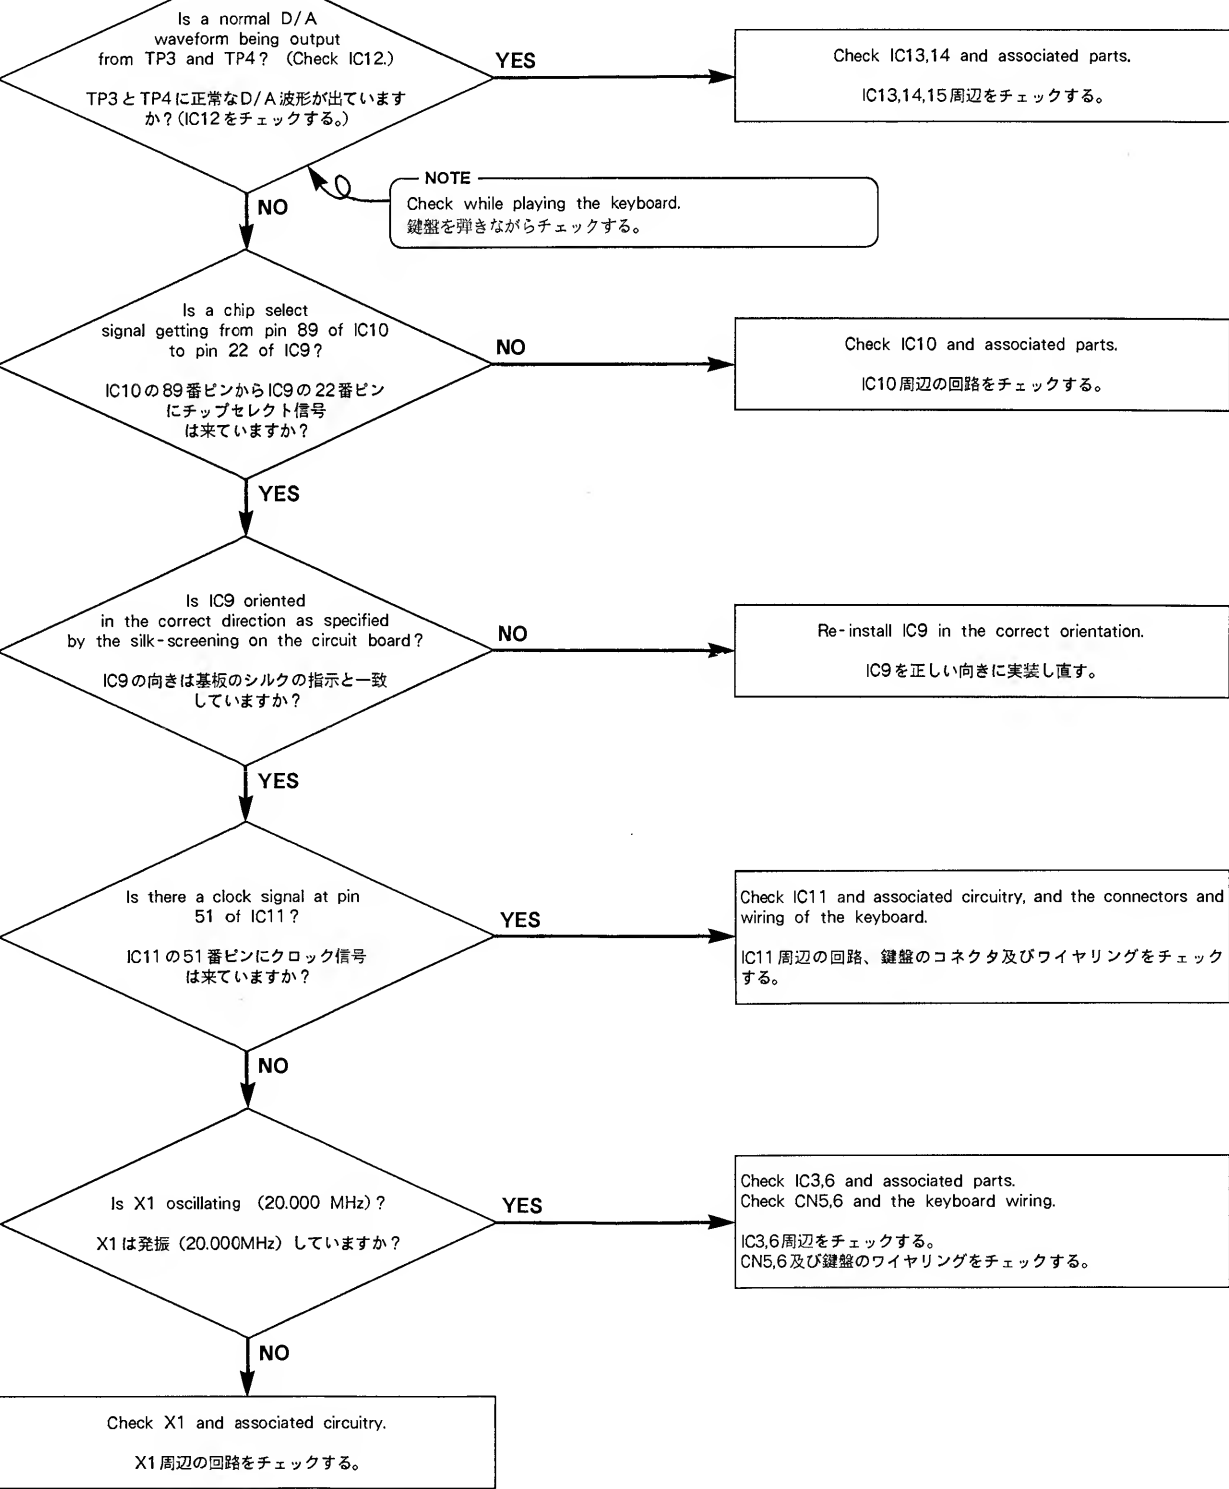 Is a normal D/A
waveform being output
from TP3 and TP4? (Check IC12.)
TP3とTP4に正常なD/A波形が出ています
か?(IC12をチェックする。)
YES
Check IC13,14 and associated parts.
IC13,14,15周辺をチェックする。
NOTE
Check while playing the keyboard.
鍵盤を弾きながらチェックする。
NO
Is a chip select
signal getting from pin 89 of IC10
to pin 22 of IC9?
IC10の89番ピンからIC9の22番ピン
にチップセレクト信号
は来ていますか?
NO
Check IC10 and associated parts.
IC10周辺の回路をチェックする。
YES
Is IC9 oriented
in the correct direction as specified
by the silk-screening on the circuit board?
IC9の向きは基板のシルクの指示と一致
していますか?
NO
Re-install IC9 in the correct orientation.
IC9を正しい向きに実装し直す。
YES
Is there a clock signal at pin
51 of IC11?
IC11の51番ピンにクロック信号
は来ていますか?
YES
Check IC11 and associated circuitry, and the connectors and
wiring of the keyboard.
IC11周辺の回路、鍵盤のコネクタ及びワイヤリングをチェック
する。
NO
Is X1 oscillating (20.000 MHz)?
X1は発振(20.000MHz)していますか?
YES
Check IC3,6 and associated parts.
Check CN5,6 and the keyboard wiring.
IC3,6周辺をチェックする。
CN5,6及び鍵盤のワイヤリングをチェックする。
NO
Check X1 and associated circuitry.
X1周辺の回路をチェックする。